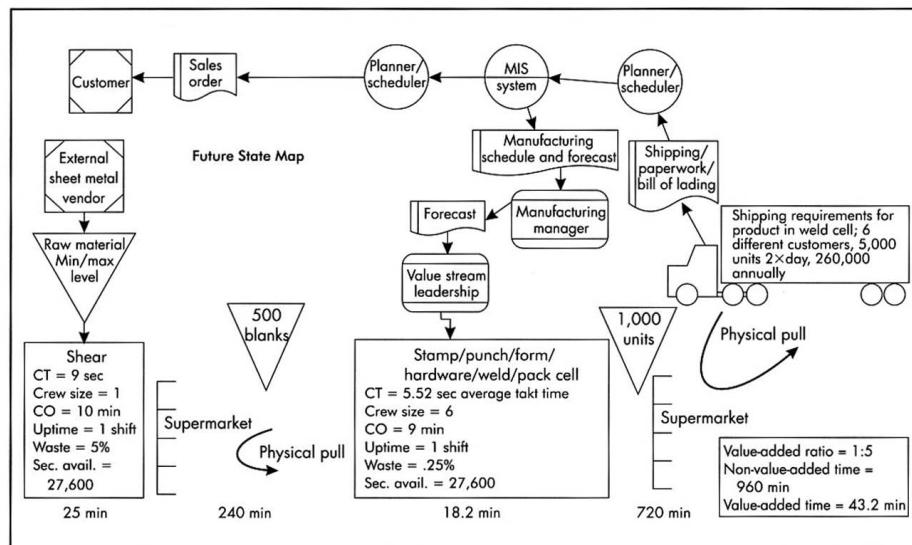 Customer
Sales
order
Planner/
scheduler
MIS
system
Planner/
scheduler
External
sheet metal
vendor
Future State Map
Manufacturing
schedule and forecast
Shipping/
paperwork/
bill of lading
Forecast
Manufacturing
manager
Shipping requirements for
product in weld cell; 6
different customers, 5,000
units 2×day, 260,000
annually
Raw material
Min/max
level
Value stream
leadership
500
blanks
1,000
units
Physical pull
Shear
CT = 9 sec
Crew size = 1
CO = 10 min
Uptime = 1 shift
Waste = 5%
Sec. avail. =
27,600
Supermarket
Physical pull
Stamp/punch/form/
hardware/weld/pack cell
CT = 5.52 sec average takt time
Crew size = 6
CO = 9 min
Uptime = 1 shift
Waste = .25%
Sec. avail. = 27,600
Supermarket
Value-added ratio = 1:5
Non-value-added time =
960 min
Value-added time = 43.2 min
25 min
240 min
18.2 min
720 min